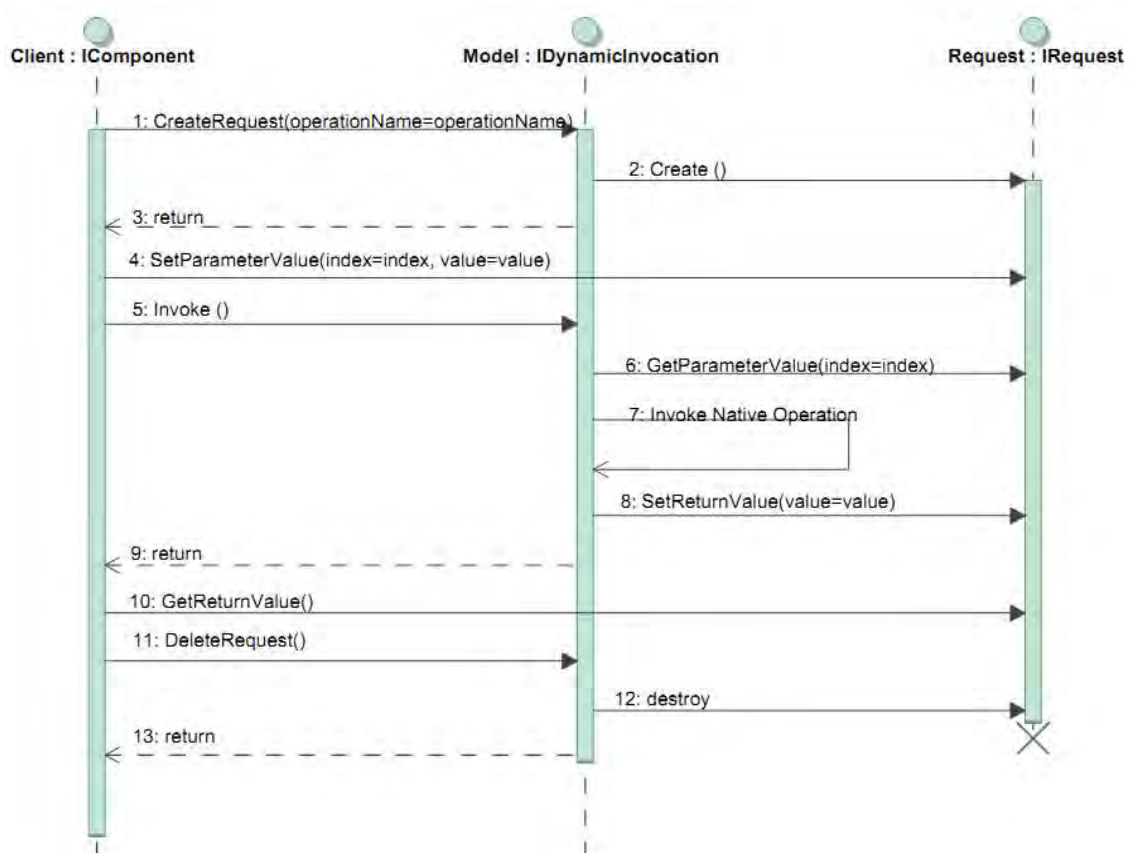 Client : IComponent
Model : IDynamicInvocation
Request : IRequest
1: CreateRequest(operationName=operationName)
2: Create ()
3: return
4: SetParameterValue(index=index, value=value)
5: Invoke ()
6: GetParameterValue(index=index)
7: Invoke Native Operation
8: SetReturnValue(value=value)
9: return
10: GetReturnValue()
11: DeleteRequest()
12: destroy
13: return